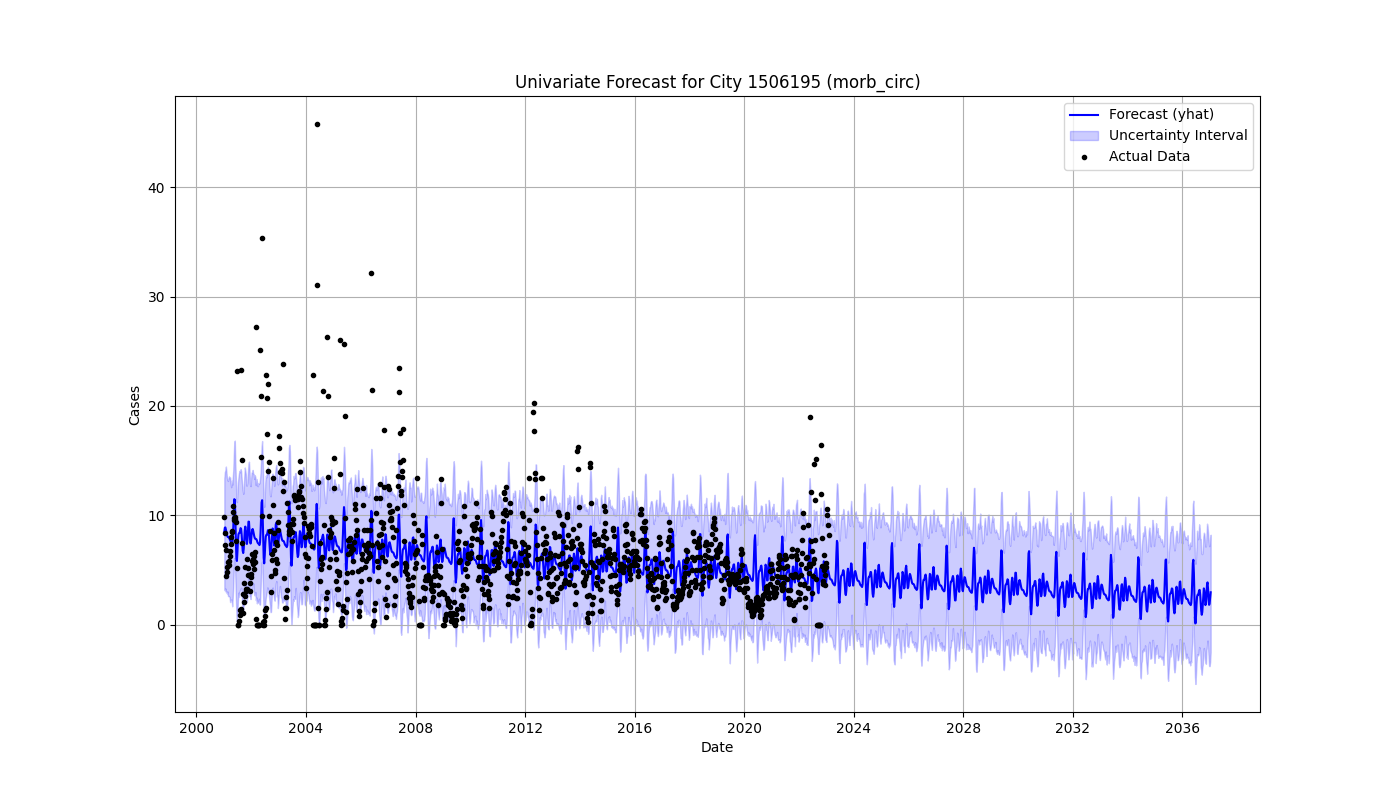 Univariate Forecast for City 1506195 (morb_circ)
Forecast (yhat)
Uncertainty Interval
Actual Data
Cases
40
30
20
10
0
2000 2004 2008 2012 2016 2020 2024 2028 2032 2036
Date